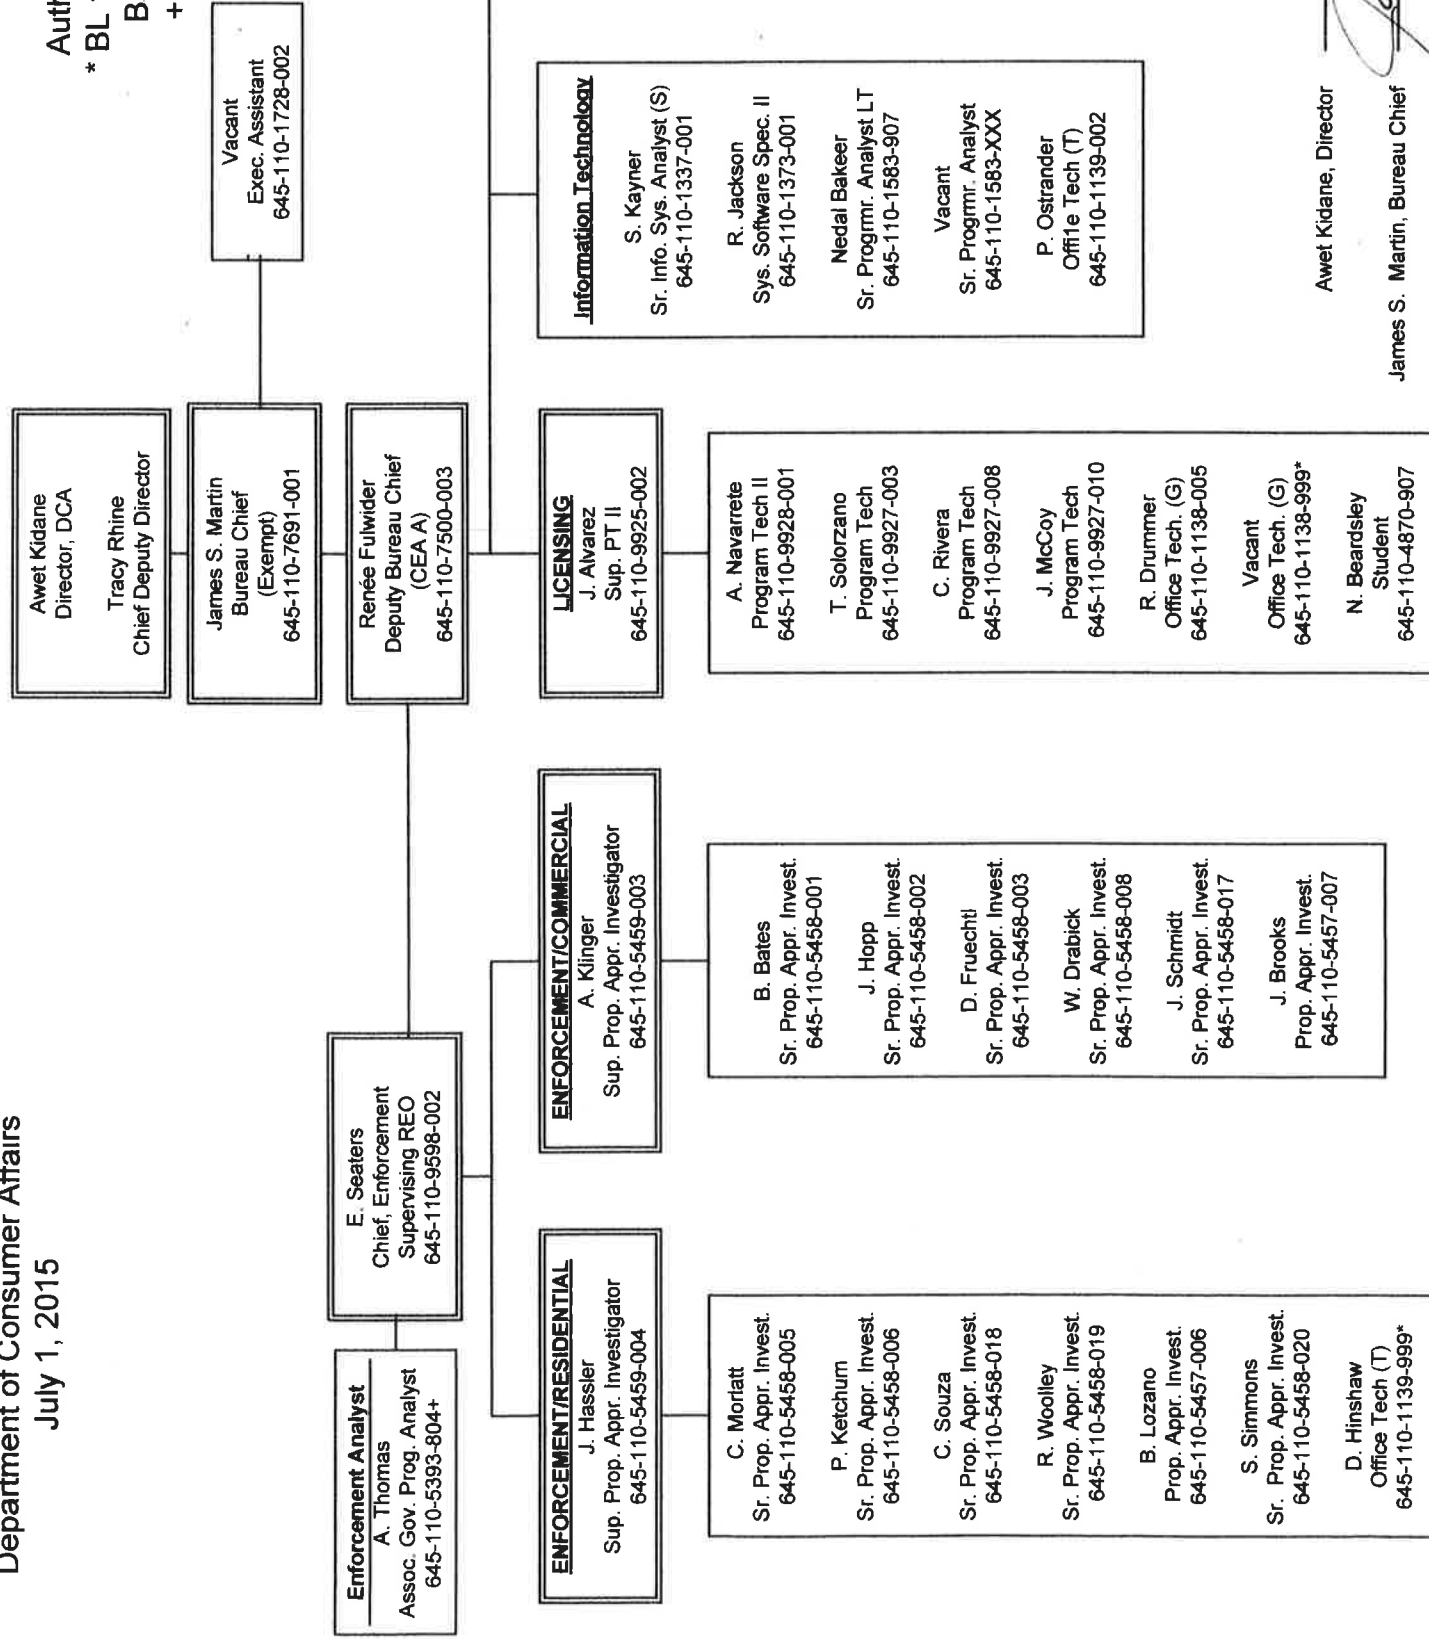 Department of Consumer Affairs
July 1, 2015
Auth
* BL
B
+
Awet Kidane
Director, DCA
Tracy Rhine
Chief Deputy Director
James S. Martin
Bureau Chief
(Exempt)
645-110-7691-001
Vacant
Exec. Assistant
645-110-1728-002
Renée Fulwider
Deputy Bureau Chief
(CEA A)
645-110-7500-003
E. Seaters
Chief, Enforcement
Supervising REO
645-110-9598-002
Enforcement Analyst
A. Thomas
Assoc. Gov. Prog. Analyst
645-110-5393-804+
ENFORCEMENT/RESIDENTIAL
J. Hassler
Sup. Prop. Appr. Investigator
645-110-5459-004
C. Morlatt
Sr. Prop. Appr. Invest.
645-110-5458-005
P. Ketchum
Sr. Prop. Appr. Invest.
645-110-5458-006
C. Souza
Sr. Prop. Appr. Invest.
645-110-5458-018
R. Woolley
Sr. Prop. Appr. Invest.
645-110-5458-019
B. Lozano
Prop. Appr. Invest.
645-110-5457-006
S. Simmons
Sr. Prop. Appr. Invest.
645-110-5458-020
D. Hinshaw
Office Tech (T)
645-110-1139-999*
ENFORCEMENT/COMMERCIAL
A. Klinger
Sup. Prop. Appr. Investigator
645-110-5459-003
B. Bates
Sr. Prop. Appr. Invest.
645-110-5458-001
J. Hopp
Sr. Prop. Appr. Invest.
645-110-5458-002
D. Fruechtl
Sr. Prop. Appr. Invest.
645-110-5458-003
W. Drabick
Sr. Prop. Appr. Invest.
645-110-5458-008
J. Schmidt
Sr. Prop. Appr. Invest.
645-110-5458-017
J. Brooks
Prop. Appr. Invest.
645-110-5457-007
LICENSING
J. Alvarez
Sup. PT II
645-110-9925-002
A. Navarrete
Program Tech II
645-110-9928-001
T. Solorzano
Program Tech
645-110-9927-003
C. Rivera
Program Tech
645-110-9927-008
J. McCoy
Program Tech
645-110-9927-010
R. Drummer
Office Tech. (G)
645-110-1138-005
Vacant
Office Tech. (G)
645-110-1138-999*
N. Beardsley
Student
645-110-4870-907
Information Technology
S. Kayner
Sr. Info. Sys. Analyst (S)
645-110-1337-001
R. Jackson
Sys. Software Spec. II
645-110-1373-001
Nedal Bakeer
Sr. Progrmr. Analyst LT
645-110-1583-907
Vacant
Sr. Progrmr. Analyst
645-110-1583-XXX
P. Ostrander
Offi1e Tech (T)
645-110-1139-002
Awet Kidane, Director
James S. Martin, Bureau Chief